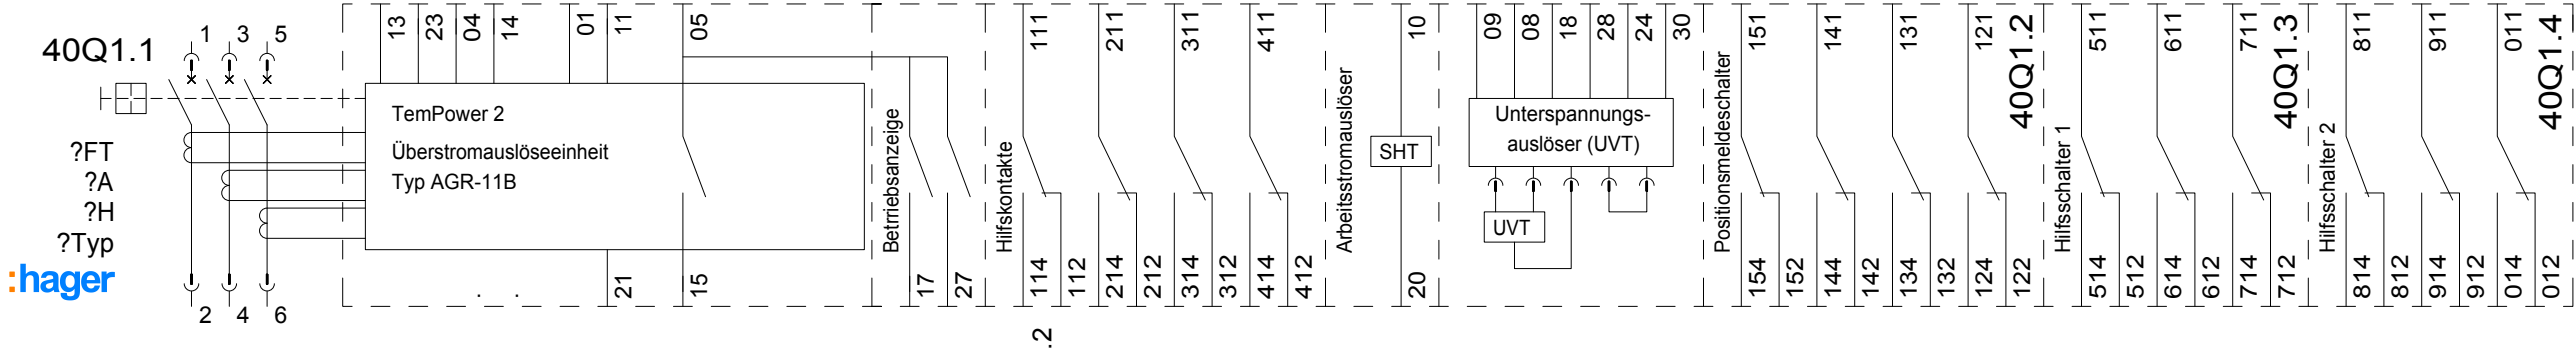 40Q1.1
1 3 5
?FT
?A
?H
?Typ
:hager
2 4 6
13 23 04 14 01 11 05
TemPower 2
Überstromauslöseeinheit
Typ AGR-11B
. .
21 15
Betriebsanzeige
17 27
Hilfskontakte
111 211 311 411
114 112 214 212 314 312 414 412
.2
Arbeitsstromauslöser
10
SHT
20
09 08 18 28 24 30
Unterspannungs-
auslöser (UVT)
UVT
Positionsmeldeschalter
151 141 131 121
40Q1.2
154 152 144 142 134 132 124 122
Hilfsschalter 1
511 611 711
40Q1.3
514 512 614 612 714 712
Hilfsschalter 2
811 911 011
40Q1.4
814 812 914 912 014 012